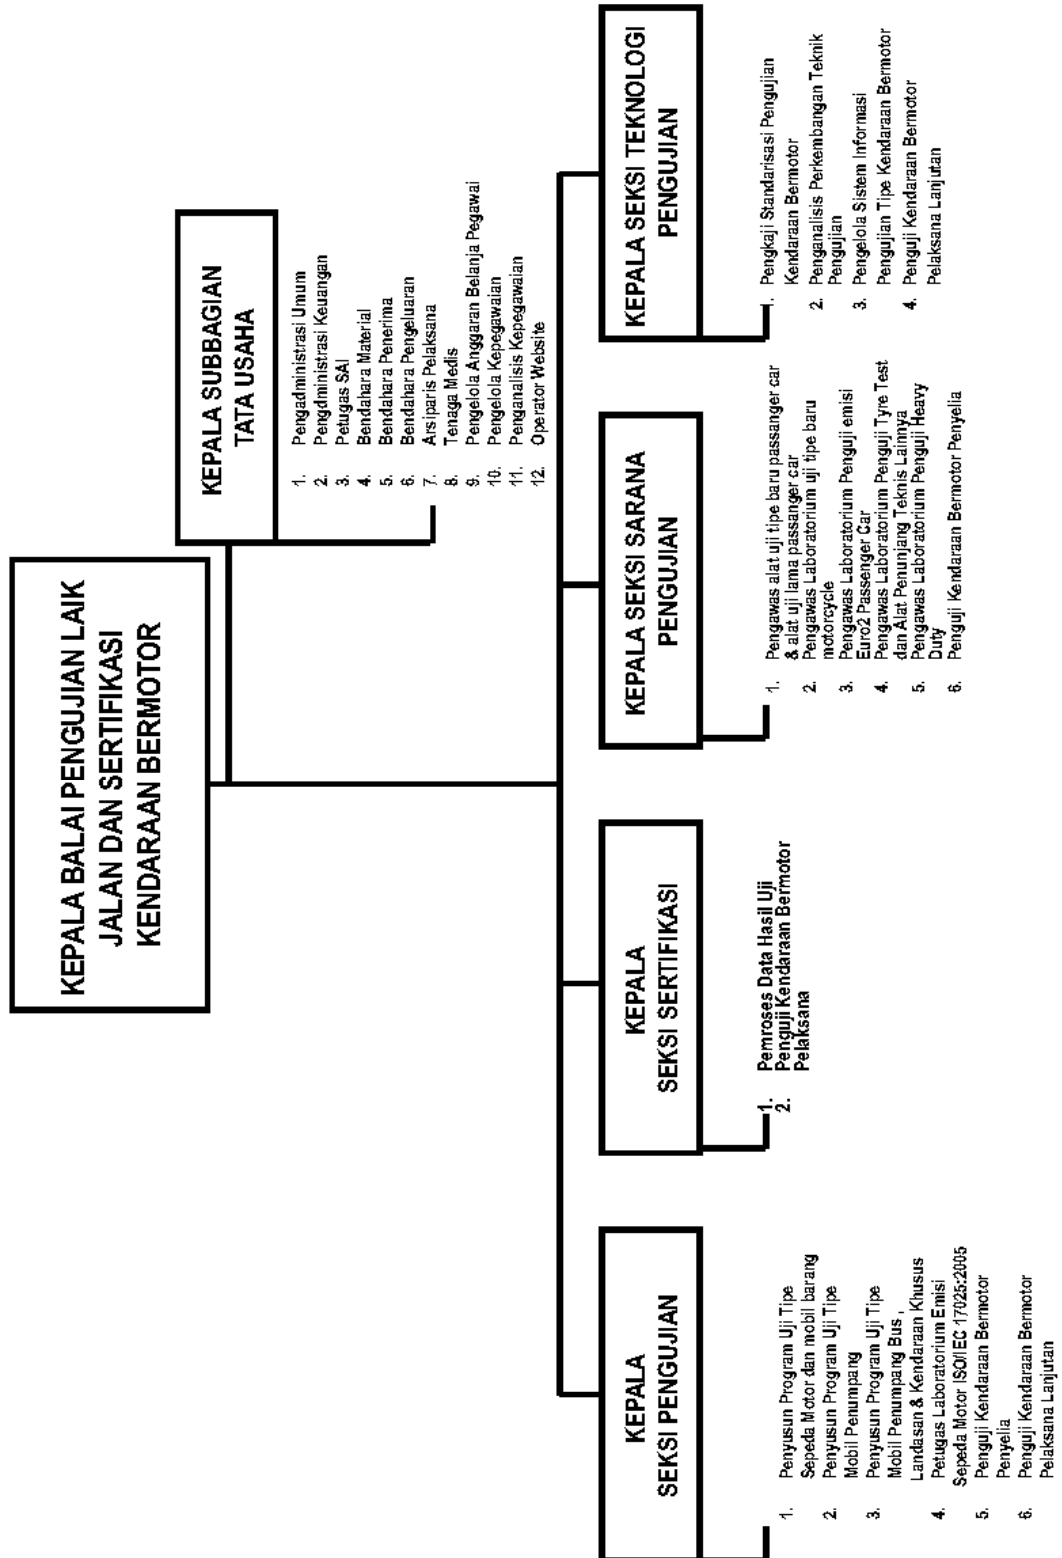 KEPALA BALAI PENGUJIAN LAIK
JALAN DAN SERTIFIKASI
KENDARAAN BERMOTOR
KEPALA SUBBAGIAN
TATA USAHA
1. Pengadministrasi Umum
2. Pengdministrasi Keuangan
3. Petugas SAI
4. Bendahara Material
5. Bendahara Penerima
6. Bendahara Pengeluaran
7. Arsiparis Pelaksana
8. Tenaga Medis
9. Pengelola Anggaran Belanja Pegawai
10. Pengelola Kepegawaian
11. Penganalisis Kepegawaian
12. Operator Website
KEPALA
SEKSI PENGUJIAN
1. Penyusun Program Uji Tipe
Sepeda Motor dan mobil barang
2. Penyusun Program Uji Tipe
Mobil Penumpang
3. Penyusun Program Uji Tipe
Mobil Penumpang Bus ,
Landasan & Kendaraan Khusus
4. Petugas Laboratorium Emisi
Sepeda Motor ISO/IEC 17025:2005
5. Penguji Kendaraan Bermotor
Penyelia
6. Penguji Kendaraan Bermotor
Pelaksana Lanjutan
KEPALA
SEKSI SERTIFIKASI
1. Pemroses Data Hasil Uji
2. Penguji Kendaraan Bermotor
Pelaksana
KEPALA SEKSI SARANA
PENGUJIAN
1. Pengawas alat uji tipe baru passanger car
& alat uji lama passanger car
2. Pengawas Laboratorium uji tipe baru
motorcycle
3. Pengawas Laboratorium Penguji emisi
Euro2 Passenger Car
4. Pengawas Laboratorium Penguji Tyre Test
dan Alat Penunjang Teknis Lainnya
5. Pengawas Laboratorium Penguji Heavy
Duty
6. Penguji Kendaraan Bermotor Penyelia
KEPALA SEKSI TEKNOLOGI
PENGUJIAN
1. Pengkaji Standarisasi Pengujian
Kendaraan Bermotor
2. Penganalisis Perkembangan Teknik
Pengujian
3. Pengelola Sistem Informasi
Pengujian Tipe Kendaraan Bermotor
4. Penguji Kendaraan Bermotor
Pelaksana Lanjutan